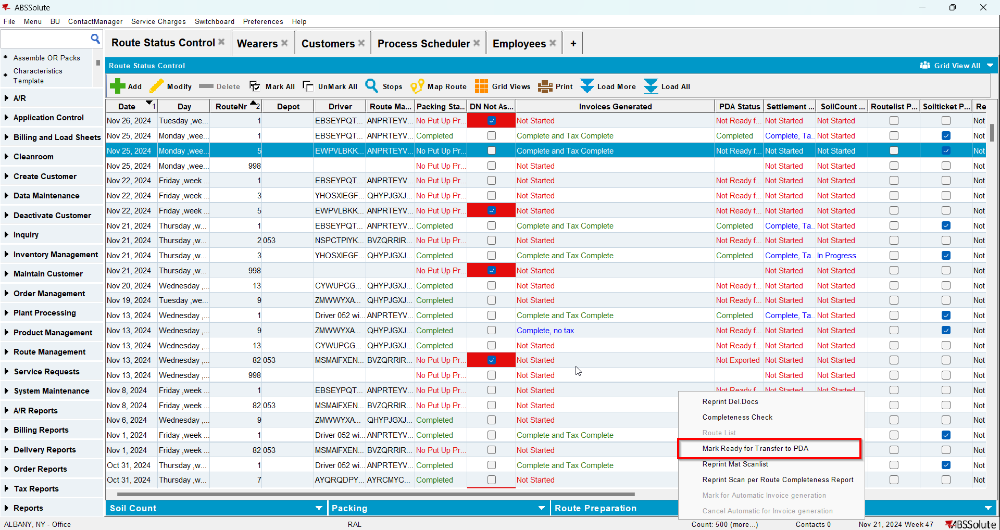 ABSSolute
File Menu BU ContactManager Service Charges Switchboard Preferences Help
Route Status Control Wearers Customers Process Scheduler Employees +
Assemble OR Packs
Characteristics
Template
A/R
Application Control
Billing and Load Sheets
Cleanroom
Create Customer
Data Maintenance
Deactivate Customer
Inquiry
Inventory Management
Maintain Customer
Order Management
Plant Processing
Product Management
Route Management
Service Requests
System Maintenance
A/R Reports
Billing Reports
Delivery Reports
Order Reports
Tax Reports
Reports
Route Status Control Grid View All
Add Modify Delete Mark All UnMark All Stops Map Route Grid Views Print Load More Load All
Date 1 Day RouteNr 2 Depot Driver Route Ma... Packing Sta... DN Not As... Invoices Generated PDA Status Settlement ... SoilCount ... Routelist P... Soilticket P... Re
Nov 26, 2024 Tuesday ,we... 1 EBSEYPQT... ANPRTEYV... No Put Up Pr... Not Started Not Ready f... Not Started Not Started Not
Nov 25, 2024 Monday ,wee... 1 EBSEYPQT... ANPRTEYV... Completed Complete and Tax Complete Completed Complete, Ta.. Not Started Not
Nov 25, 2024 Monday ,wee... 5 EWPVLBKK... ANPRTEYV... No Put Up Pr... Complete and Tax Complete Not Ready f... Not Started Not Started Not
Nov 25, 2024 Monday ,wee... 998 No Put Up Pr... Not Started Not Started Not Started Not
Nov 22, 2024 Friday ,week ... 1 EBSEYPQT... ANPRTEYV... No Put Up Pr... Not Started Not Ready f... Not Started Not Started Not
Nov 22, 2024 Friday ,week ... 3 YHOSXIEGF... QHYPJGXJ... No Put Up Pr... Not Started Not Ready f... Not Started Not Started Not
Nov 22, 2024 Friday ,week ... 5 EWPVLBKK... ANPRTEYV... No Put Up Pr... Not Started Not Ready f... Not Started Not Started Not
Nov 21, 2024 Thursday ,w... 1 EBSEYPQT... ANPRTEYV... Completed Complete and Tax Complete Completed Complete, Ta.. Not Started Not
Nov 21, 2024 Thursday ,w... 2 053 NSPCTPIYK... BVZQRRIR... No Put Up Pr... Not Started Not Ready f... Not Started Not Started Not
Nov 21, 2024 Thursday ,w... 3 YHOSXIEGF... QHYPJGXJ... Completed Complete and Tax Complete Completed Complete, Ta.. In Progress Not
Nov 21, 2024 Thursday ,w... 998 No Put Up Pr... Not Started Not Started Not Started Not
Nov 20, 2024 Wednesday ,... 13 CYWUPCG... QHYPJGXJ... Completed Not Started Not Ready f... Not Started Not Started Not
Nov 19, 2024 Tuesday ,we... 9 ZMWWYXA... QHYPJGXJ... Completed Not Started Not Ready f... Not Started Not Started Not
Nov 13, 2024 Wednesday ,... 1 Driver 052 wi... ANPRTEYV... Completed Complete and Tax Complete Completed Complete, Ta.. Not Started Not
Nov 13, 2024 Wednesday ,... 9 ZMWWYXA... QHYPJGXJ... Completed Complete, no tax Not Ready f... Not Started Not Started Not
Nov 13, 2024 Wednesday ,... 13 CYWUPCG... QHYPJGXJ... Completed Not Started Not Ready f... Not Started Not Started Not
Nov 13, 2024 Wednesday ,... 82 053 MSMAIFXEN... BVZQRRIR... No Put Up Pr... Not Started Not Exported Not Started Not Started Not
Nov 13, 2024 Wednesday ,... 998 No Put Up Pr... Not Started Not Started Not Started Not
Nov 8, 2024 Friday ,week ... 1 EBSEYPQT... ANPRTEYV... No Put Up Pr... Not Started Not Ready f... Not Started Not Started Not
Nov 8, 2024 Friday ,week ... 82 053 MSMAIFXEN... BVZQRRIR... No Put Up Pr... Not Started Not
Nov 6, 2024 Wednesday ,... 9 ZMWWYXA... QHYPJGXJ... Completed Not Started Not
Nov 1, 2024 Friday ,week ... 1 Driver 052 wi... ANPRTEYV... Completed Complete and Tax Complete Not
Nov 1, 2024 Friday ,week ... 82 053 MSMAIFXEN... BVZQRRIR... No Put Up Pr... Not Started Not
Oct 31, 2024 Thursday ,w... 1 Driver 052 wi... ANPRTEYV... Completed Complete and Tax Complete Not
Oct 31, 2024 Thursday ,w... 7 AYQRQDPY... AYRCMYC... Completed Not Started Not
Reprint Del.Docs
Completeness Check
Route List
Mark Ready for Transfer to PDA
Reprint Mat Scanlist
Reprint Scan per Route Completeness Report
Mark for Automatic Invoice generation
Cancel Automatic for Invoice generation
Soil Count Packing Route Preparation
ALBANY, NY - Office RAL Count: 500 (more...) Contacts 0 Nov 21, 2024 Week 47 ABSSolute